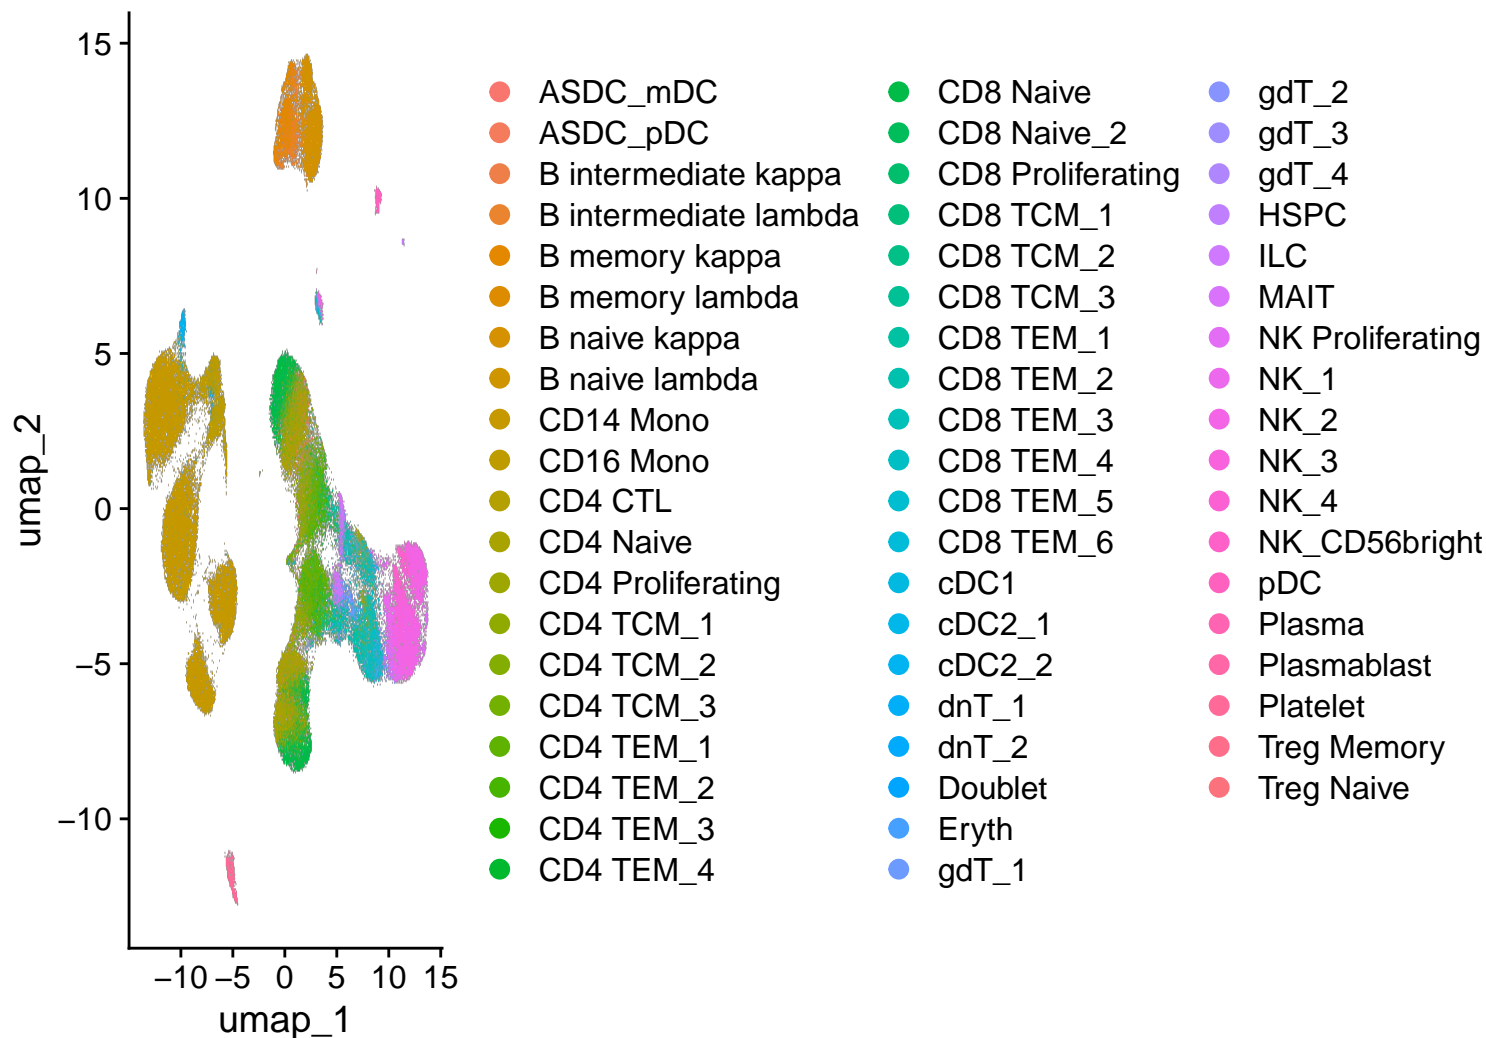 15
10
5
0
−5
−10
umap_2
−10 −5 0 5 10 15
umap_1
ASDC_mDC
ASDC_pDC
B intermediate kappa
B intermediate lambda
B memory kappa
B memory lambda
B naive kappa
B naive lambda
CD14 Mono
CD16 Mono
CD4 CTL
CD4 Naive
CD4 Proliferating
CD4 TCM_1
CD4 TCM_2
CD4 TCM_3
CD4 TEM_1
CD4 TEM_2
CD4 TEM_3
CD4 TEM_4
CD8 Naive
CD8 Naive_2
CD8 Proliferating
CD8 TCM_1
CD8 TCM_2
CD8 TCM_3
CD8 TEM_1
CD8 TEM_2
CD8 TEM_3
CD8 TEM_4
CD8 TEM_5
CD8 TEM_6
cDC1
cDC2_1
cDC2_2
dnT_1
dnT_2
Doublet
Eryth
gdT_1
gdT_2
gdT_3
gdT_4
HSPC
ILC
MAIT
NK Proliferating
NK_1
NK_2
NK_3
NK_4
NK_CD56bright
pDC
Plasma
Plasmablast
Platelet
Treg Memory
Treg Naive